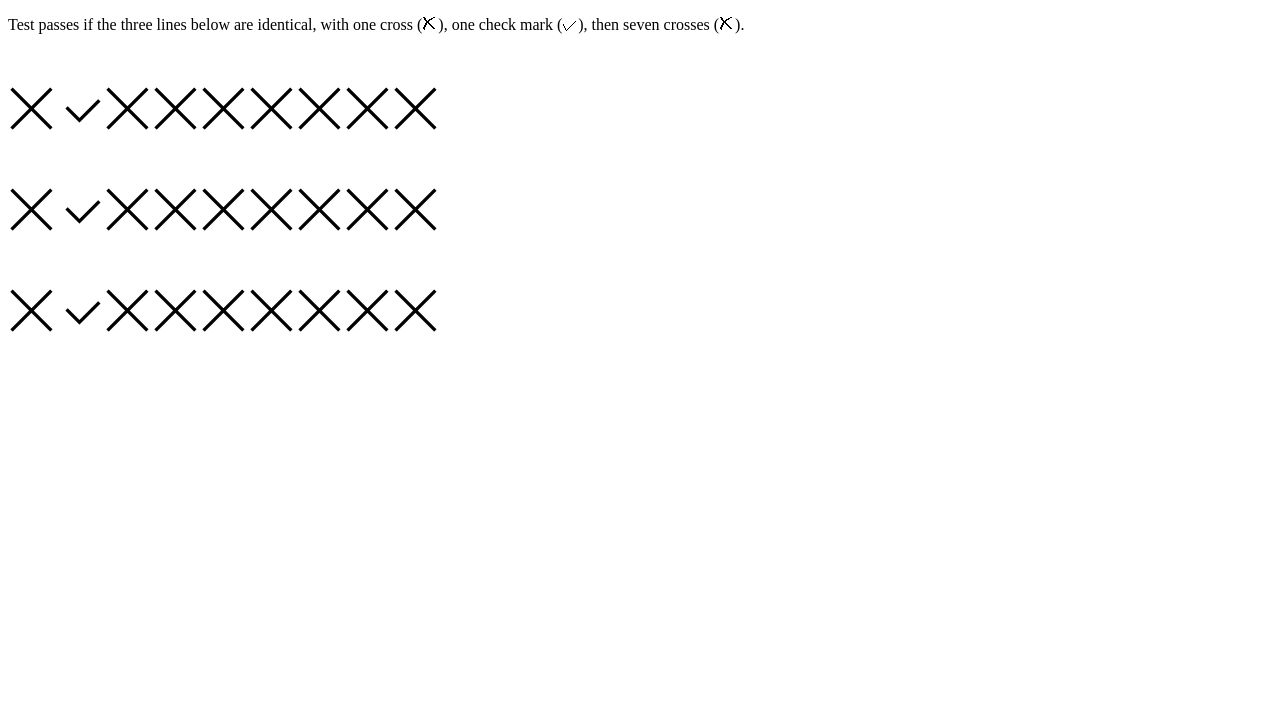 Test passes if the three lines below are identical, with one cross (✗), one check mark (✓), then seven crosses (✗).
╳✓╳╳╳╳╳╳╳
╳✓╳╳╳╳╳╳╳
╳✓╳╳╳╳╳╳╳